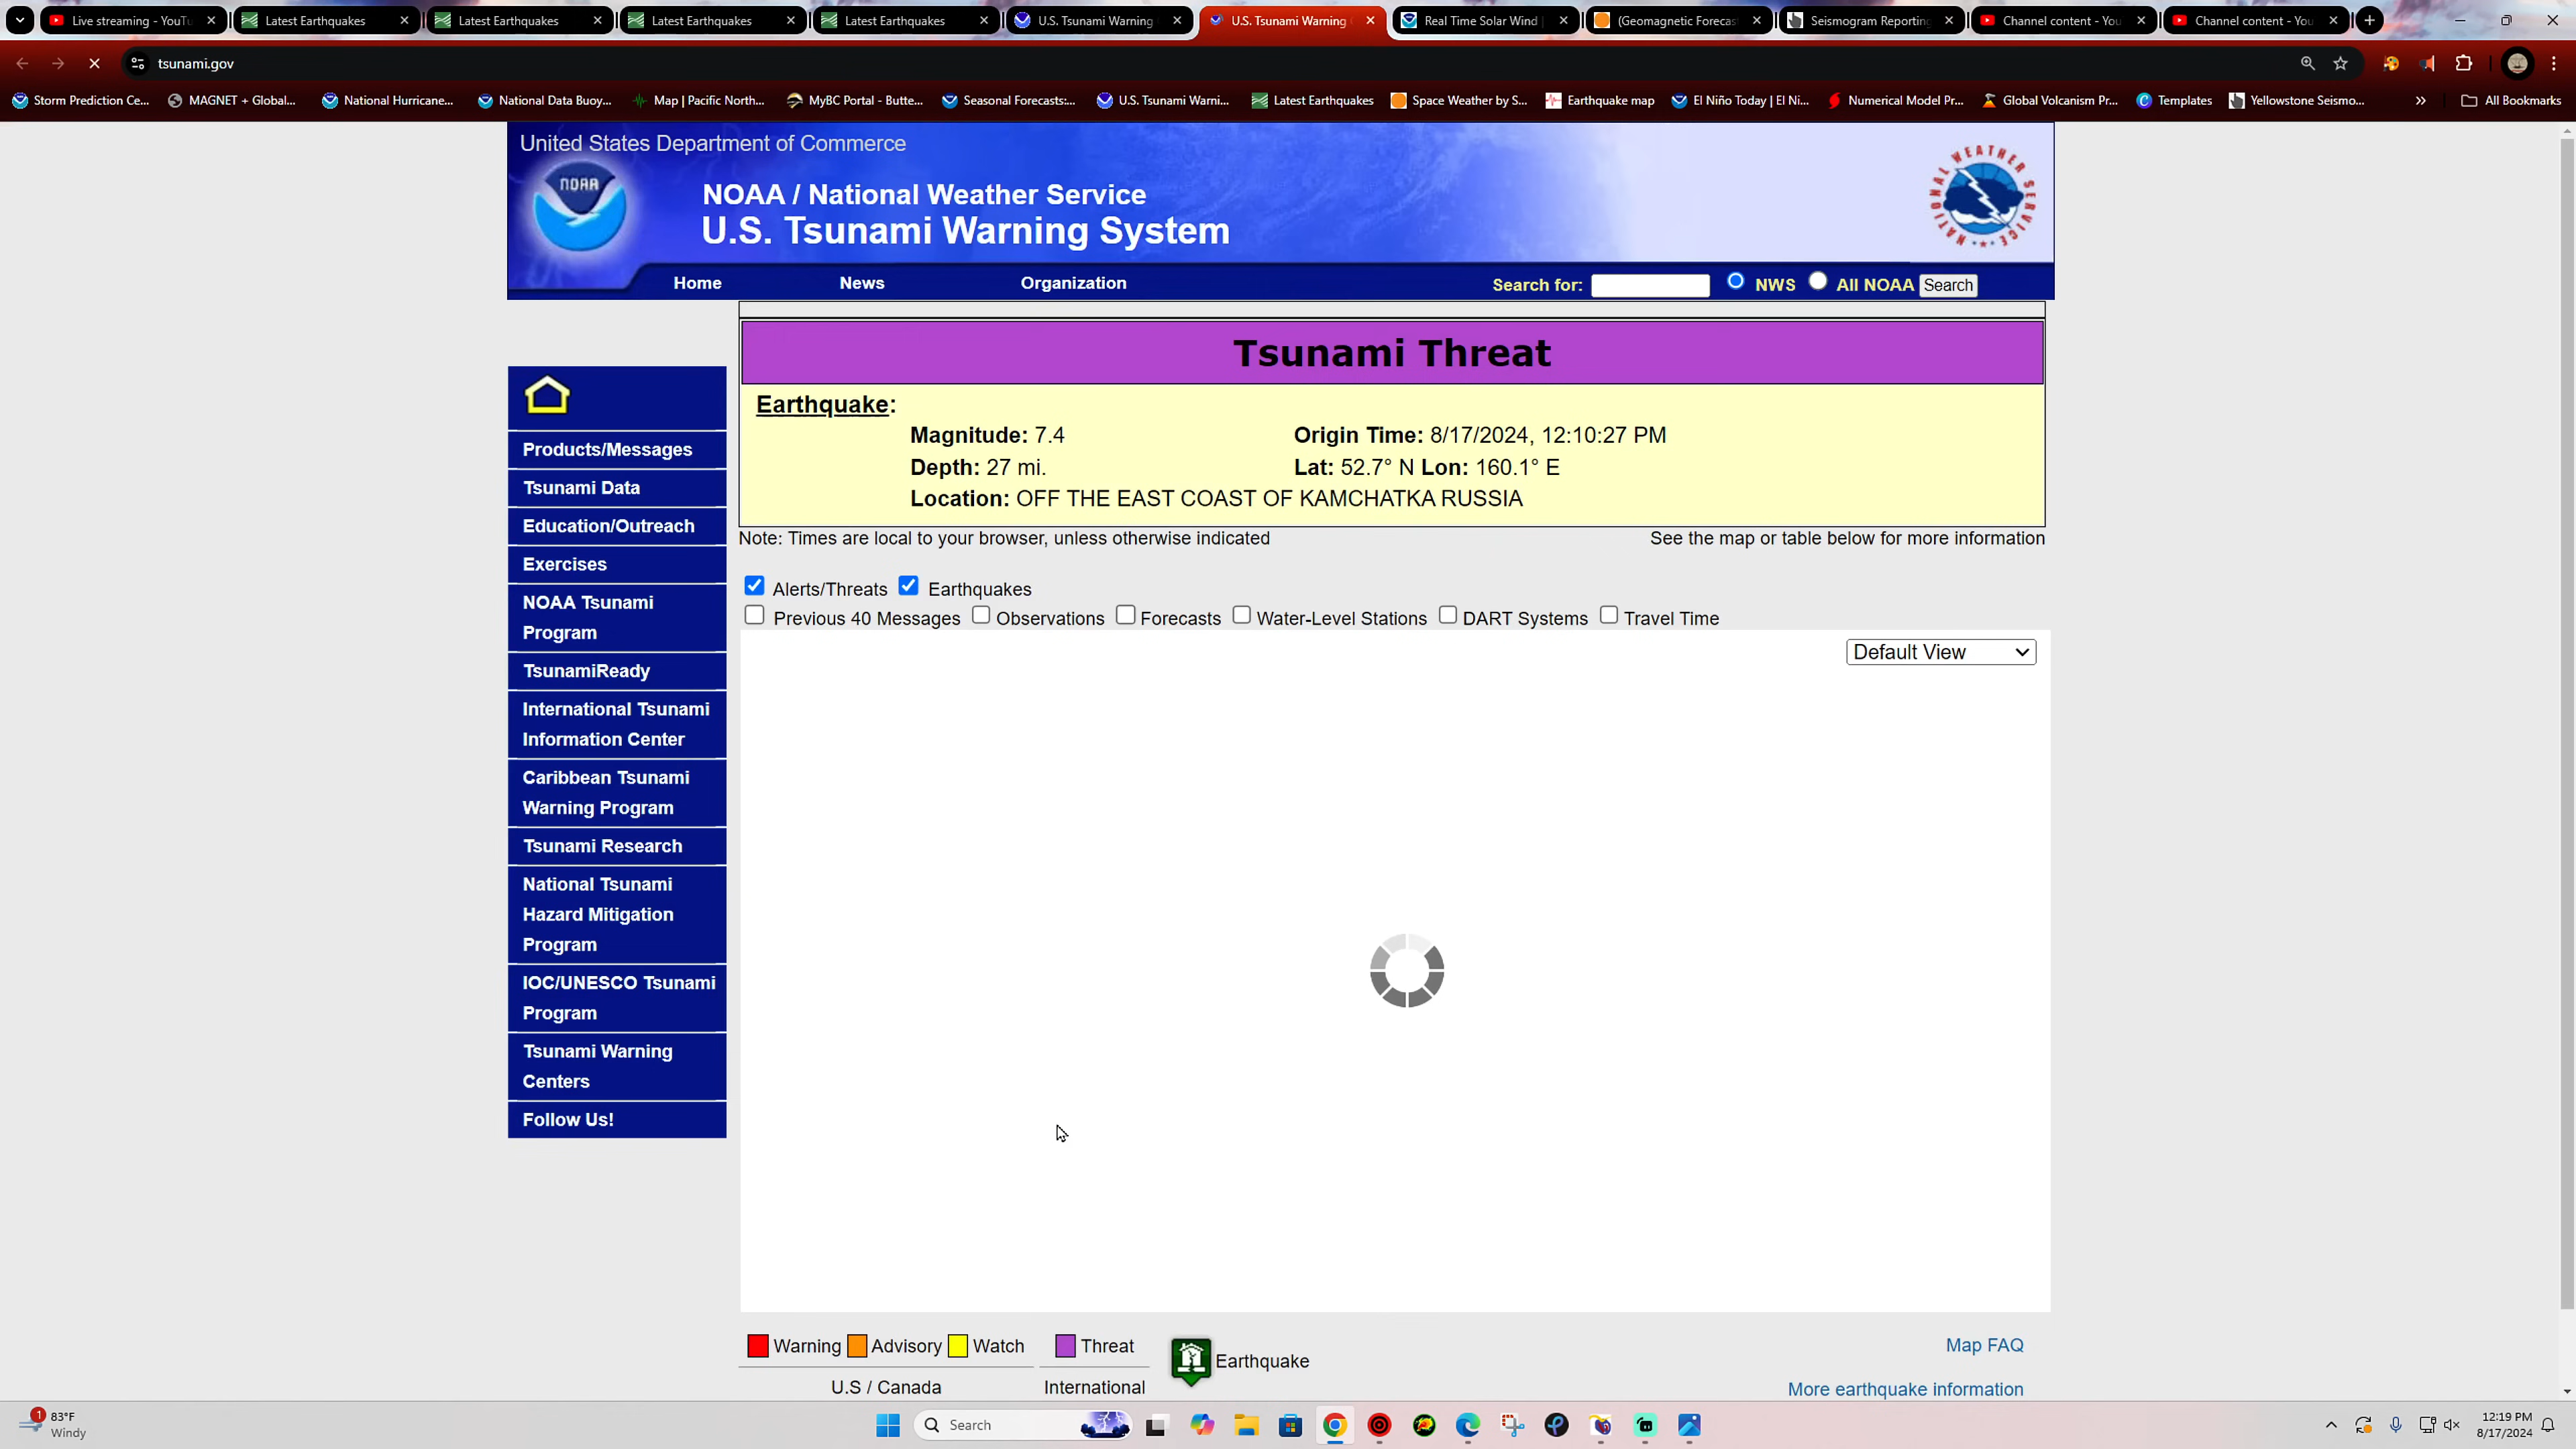 Live streaming - YouTu
Latest Earthquakes
Latest Earthquakes
Latest Earthquakes
Latest Earthquakes
U.S. Tsunami Warning
U.S. Tsunami Warning
Real Time Solar Wind |
(Geomagnetic Forecas
Seismogram Reporting
Channel content - You
Channel content - You
tsunami.gov
Storm Prediction Ce...
MAGNET + Global...
National Hurricane...
National Data Buoy...
Map | Pacific North...
MyBC Portal - Butte...
Seasonal Forecasts:...
U.S. Tsunami Warni...
Latest Earthquakes
Space Weather by S...
Earthquake map
El Niño Today | El Ni...
Numerical Model Pr...
Global Volcanism Pr...
Templates
Yellowstone Seismo...
»
All Bookmarks
United States Department of Commerce
NOAA
NOAA / National Weather Service
U.S. Tsunami Warning System
NATIONAL WEATHER SERVICE
Home
News
Organization
Search for:
NWS
All NOAA
Search
Tsunami Threat
Earthquake:
Magnitude: 7.4
Origin Time: 8/17/2024, 12:10:27 PM
Depth: 27 mi.
Lat: 52.7° N Lon: 160.1° E
Location: OFF THE EAST COAST OF KAMCHATKA RUSSIA
Note: Times are local to your browser, unless otherwise indicated
See the map or table below for more information
Alerts/Threats
Earthquakes
Previous 40 Messages
Observations
Forecasts
Water-Level Stations
DART Systems
Travel Time
Default View
Products/Messages
Tsunami Data
Education/Outreach
Exercises
NOAA Tsunami
Program
TsunamiReady
International Tsunami
Information Center
Caribbean Tsunami
Warning Program
Tsunami Research
National Tsunami
Hazard Mitigation
Program
IOC/UNESCO Tsunami
Program
Tsunami Warning
Centers
Follow Us!
Warning
Advisory
Watch
Threat
Earthquake
Map FAQ
U.S / Canada
International
More earthquake information
1
83°F
Windy
Search
12:19 PM
8/17/2024